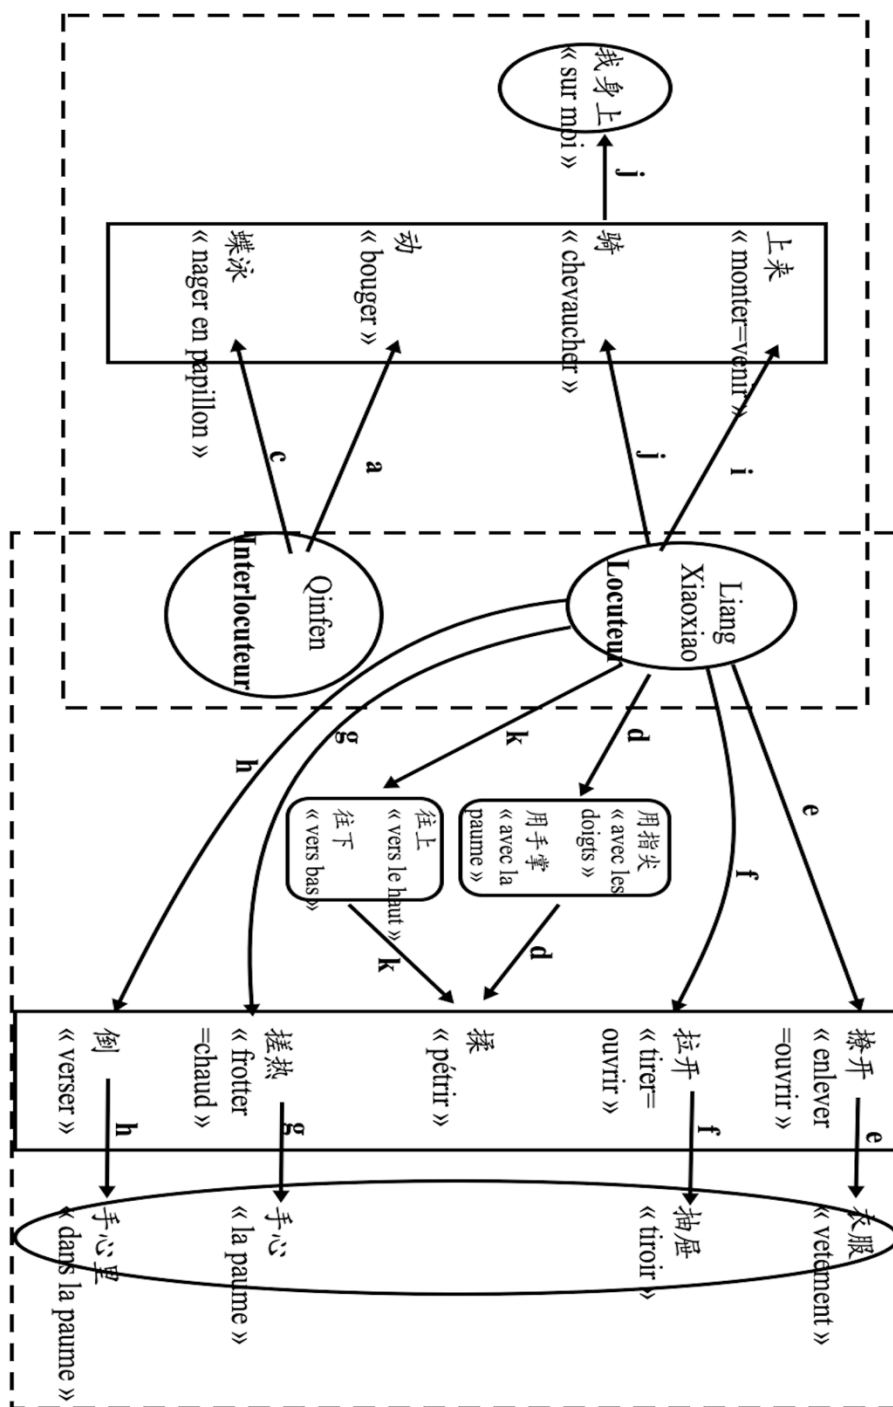 我身上
« sur moi »
j
上来
« monter=venir »
骑
« chevaucher »
动
« bouger »
蝶泳
« nager en papillon »
i
j
a
c
Liang
Xiaoxiao
Locuteur
Qinfen
Interlocuteur
e
f
d
k
g
h
用指尖
« avec les
doigts »
用手掌
« avec la
paume »
往上
« vers le haut »
往下
« vers bas »
d
k
撩开
« enlever
=ouvrir »
拉开
« tirer=
ouvrir »
揉
« pétrir »
搓热
« frotter
=chaud »
倒
« verser »
e
f
g
h
衣服
« vetement »
抽屉
« tiroir »
手心
« la paume »
手心里
« dans la paume »